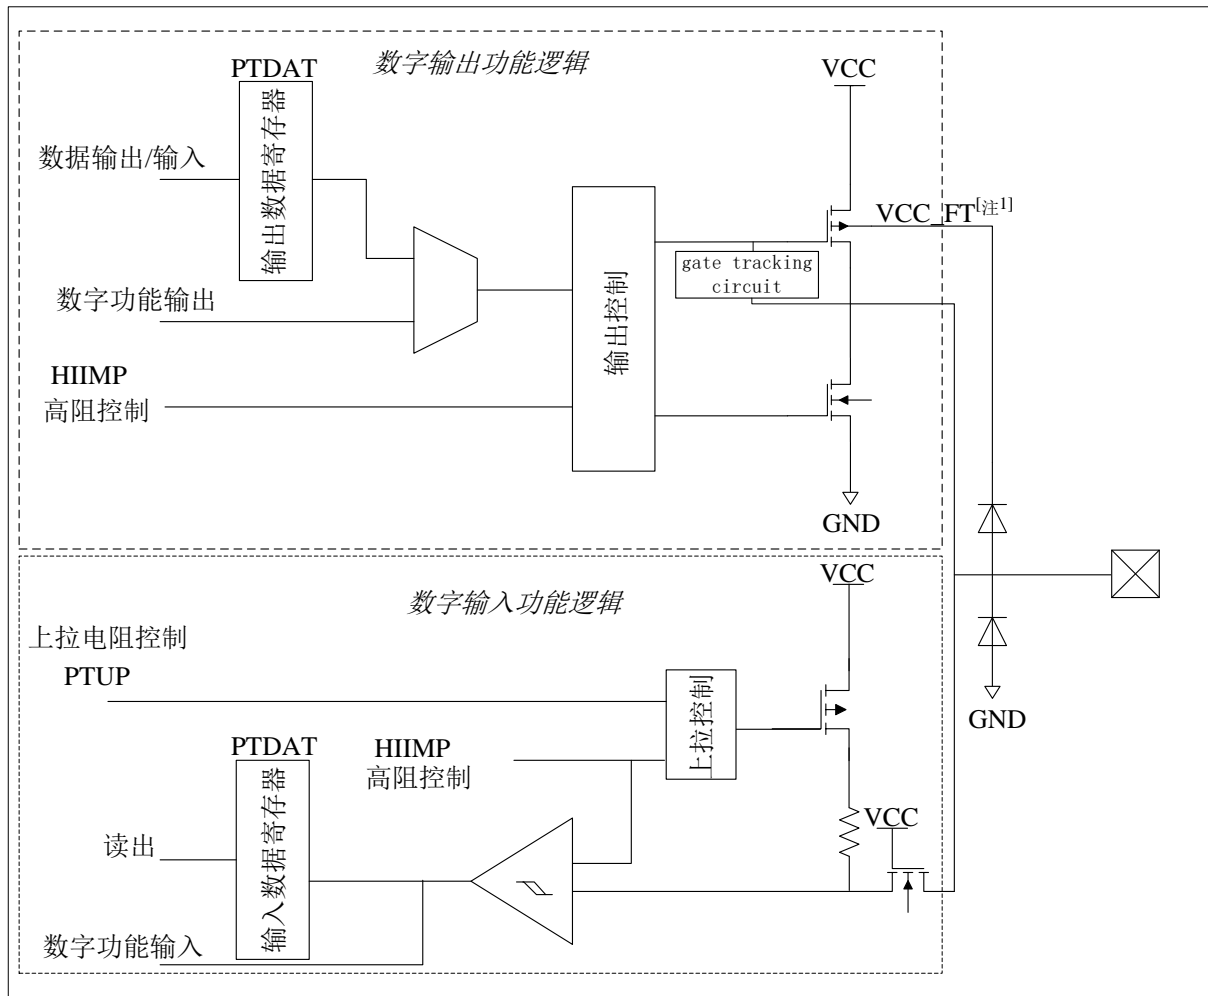 数字输出功能逻辑
PTDAT
输出数据寄存器
数据输出/输入
数字功能输出
HIIMP
高阻控制
输出控制
VCC
VCC_FT[注1]
gate tracking
circuit
GND
数字输入功能逻辑
VCC
上拉电阻控制
PTUP
上拉控制
HIIMP
高阻控制
PTDAT
输入数据寄存器
读出
数字功能输入
VCC
GND